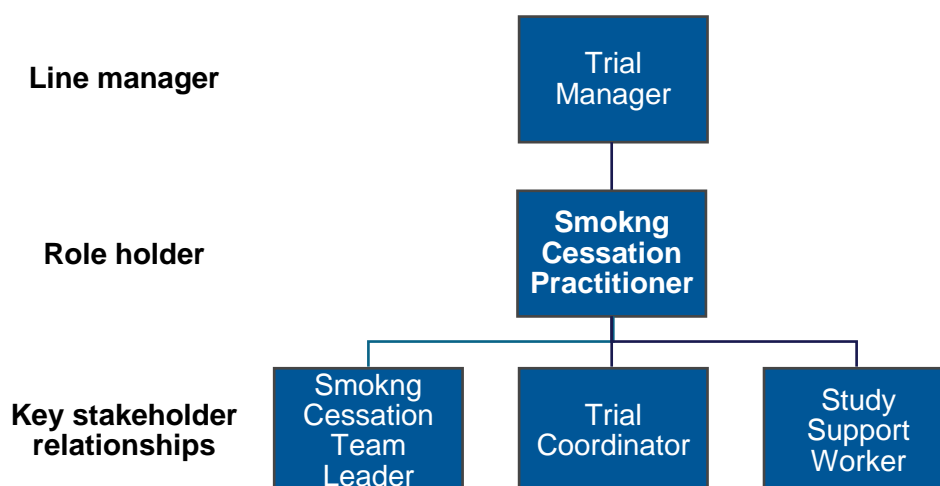 Line manager
Trial
Manager
Role holder
Smokng
Cessation
Practitioner
Key stakeholder
relationships
Smokng
Cessation
Team
Leader
Trial
Coordinator
Study
Support
Worker